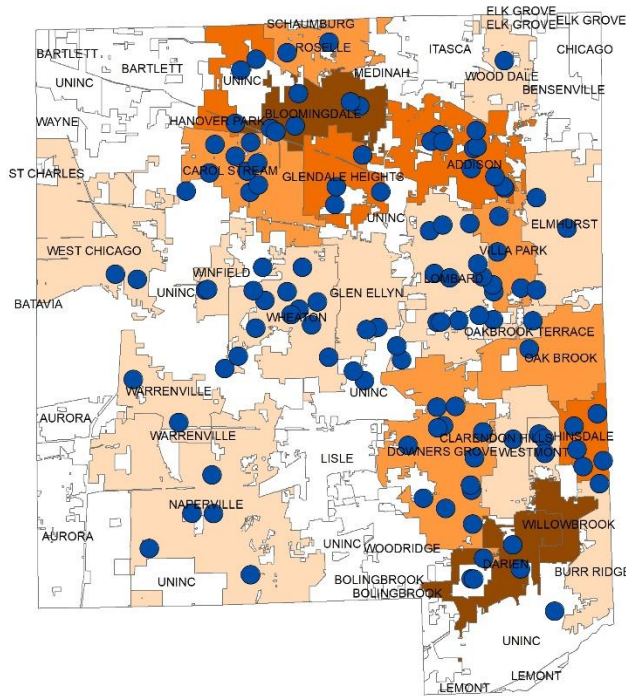 ELK GROVE
SCHAUMBURG
ELK GROVE
ELK GROVE
BARTLETT
ROSELLE
ITASCA
CHICAGO
BARTLETT
MEDINAH
UNINC
UNINC
WOOD DALE
BENSENVILLE
WAYNE
HANOVER PARK
BLOOMINGDALE
ST CHARLES
CAROL STREAM
GLENDALE HEIGHTS
ADDISON
UNINC
ELMHURST
WEST CHICAGO
VILLA PARK
WINFIELD
LOMBARD
UNINC
GLEN ELLYN
BATAVIA
WHEATON
OAKBROOK TERRACE
OAK BROOK
WARRENVILLE
UNINC
AURORA
WARRENVILLE
CLARENDON HILLS
HINSDALE
LISLE
DOWNERS GROVE
WESTMONT
NAPERVILLE
WILLOWBROOK
AURORA
UNINC
WOODRIDGE
DARIEN
BURR RIDGE
UNINC
BOLINGBROOK
BOLINGBROOK
UNINC
LEMONT
LEMONT